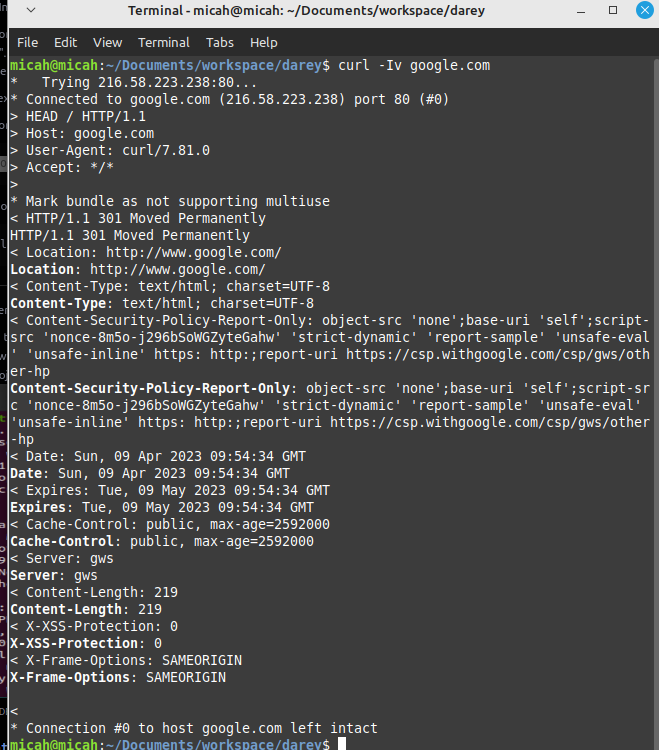 Terminal - micah@micah: ~/Documents/workspace/darey
File Edit View Terminal Tabs Help
micah@micah:~/Documents/workspace/darey$ curl -Iv google.com
*   Trying 216.58.223.238:80...
* Connected to google.com (216.58.223.238) port 80 (#0)
> HEAD / HTTP/1.1
> Host: google.com
> User-Agent: curl/7.81.0
> Accept: */*
>
* Mark bundle as not supporting multiuse
< HTTP/1.1 301 Moved Permanently
HTTP/1.1 301 Moved Permanently
< Location: http://www.google.com/
Location: http://www.google.com/
< Content-Type: text/html; charset=UTF-8
Content-Type: text/html; charset=UTF-8
< Content-Security-Policy-Report-Only: object-src 'none';base-uri 'self';script-
src 'nonce-8m5o-j296bSoWGZyteGahw' 'strict-dynamic' 'report-sample' 'unsafe-eval
' 'unsafe-inline' https: http:;report-uri https://csp.withgoogle.com/csp/gws/oth
er-hp
Content-Security-Policy-Report-Only: object-src 'none';base-uri 'self';script-sr
c 'nonce-8m5o-j296bSoWGZyteGahw' 'strict-dynamic' 'report-sample' 'unsafe-eval' 
'unsafe-inline' https: http:;report-uri https://csp.withgoogle.com/csp/gws/other
-hp
< Date: Sun, 09 Apr 2023 09:54:34 GMT
Date: Sun, 09 Apr 2023 09:54:34 GMT
< Expires: Tue, 09 May 2023 09:54:34 GMT
Expires: Tue, 09 May 2023 09:54:34 GMT
< Cache-Control: public, max-age=2592000
Cache-Control: public, max-age=2592000
< Server: gws
Server: gws
< Content-Length: 219
Content-Length: 219
< X-XSS-Protection: 0
X-XSS-Protection: 0
< X-Frame-Options: SAMEORIGIN
X-Frame-Options: SAMEORIGIN
<
* Connection #0 to host google.com left intact
micah@micah:~/Documents/workspace/darey$